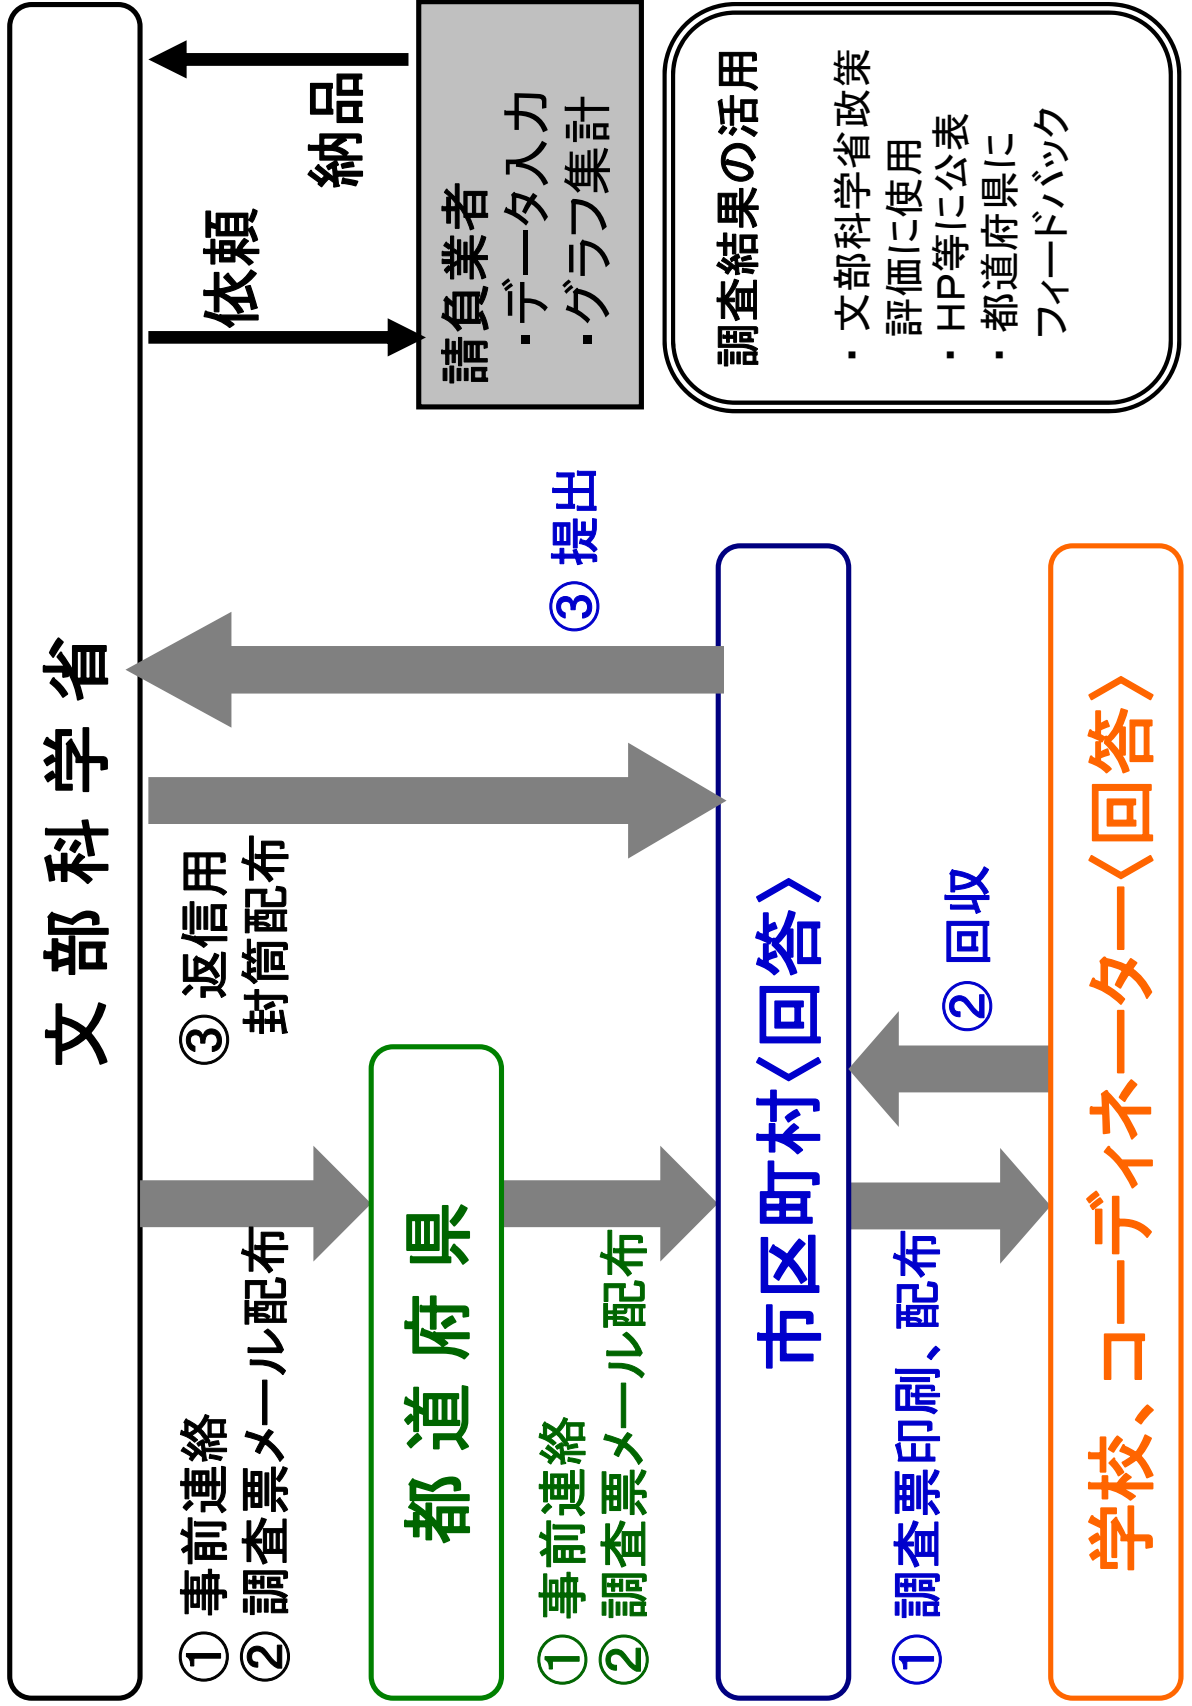 文 部 科 学 省
依頼
納品
① 事前連絡
② 調査票メール配布
③ 返信用
封筒配布
請負業者
・データ入力
・グラフ集計
都 道 府 県
① 事前連絡
② 調査票メール配布
③ 提出
調査結果の活用
・文部科学省政策
評価に使用
・HP等に公表
・都道府県に
フィードバック
市区町村〈回答〉
① 調査票印刷、配布
② 回収
学校、コーディネーター〈回答〉